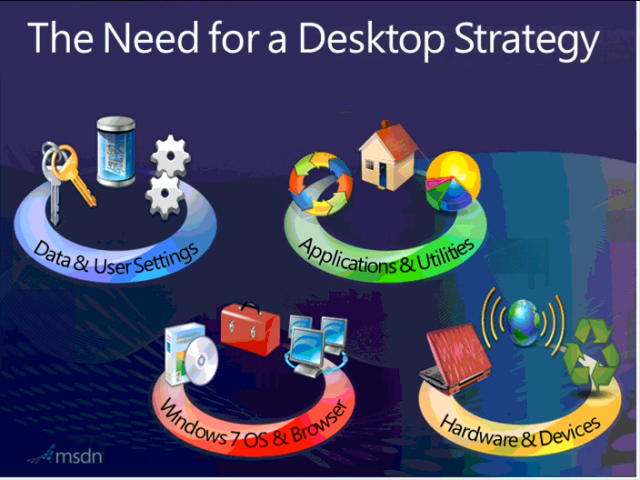 The Need for a Desktop Strategy
Data & User Settings
Applications & Utilities
Windows 7 OS & Browser
Hardware & Devices
msdn